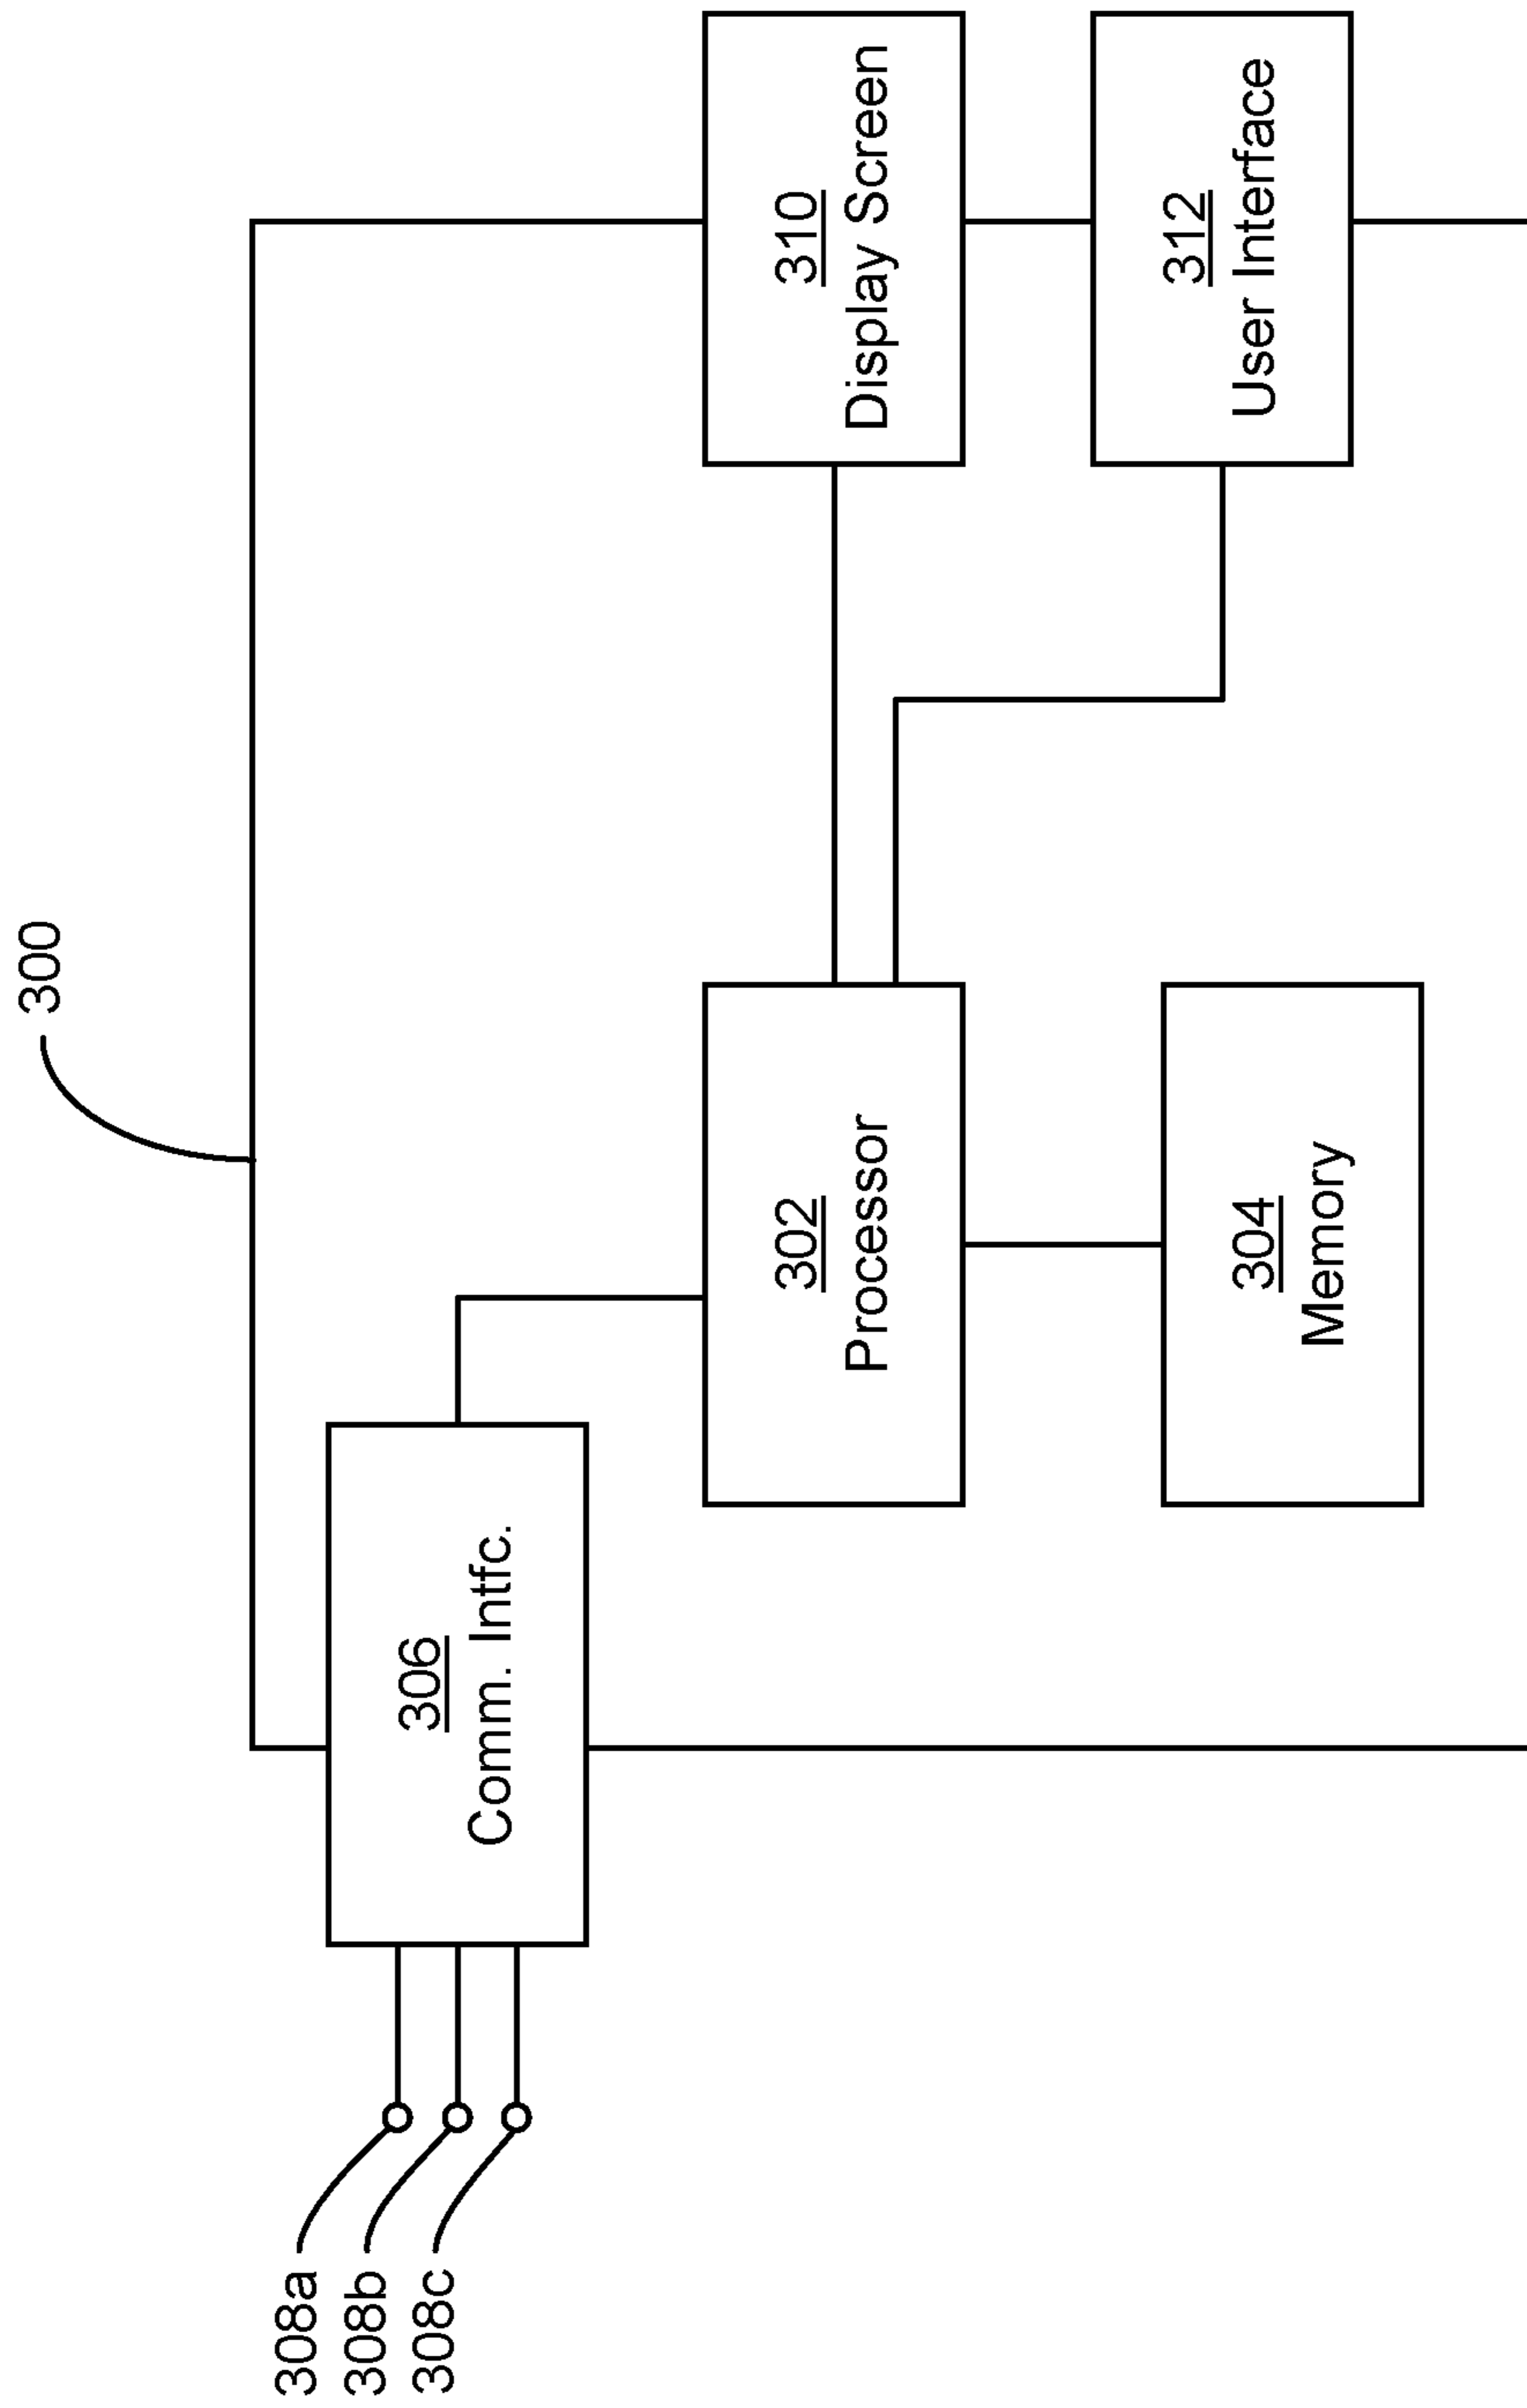 300
308a
308b
308c
306
Comm. Intfc.
302
Processor
304
Memory
310
Display Screen
312
User Interface